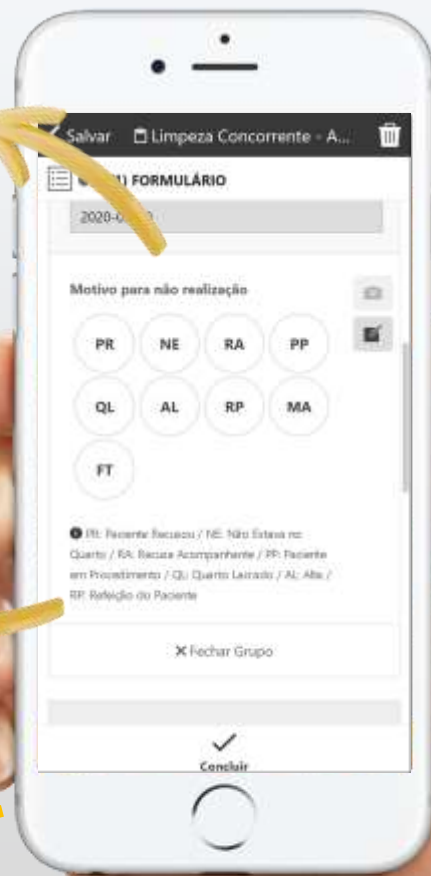 Salvar Limpeza Concorrente - A...
FORMULÁRIO
2020-0
Motivo para não realização
PR NE RA PP
QL AL RP MA
FT
PR: Paciente Recusou / NE: Não Estava no
Quarto / RA: Recusa Acompanhante / PP: Paciente
em Procedimento / QL: Quarto Lacrado / AL: Alta /
RP: Refeição do Paciente
Fechar Grupo
Concluir